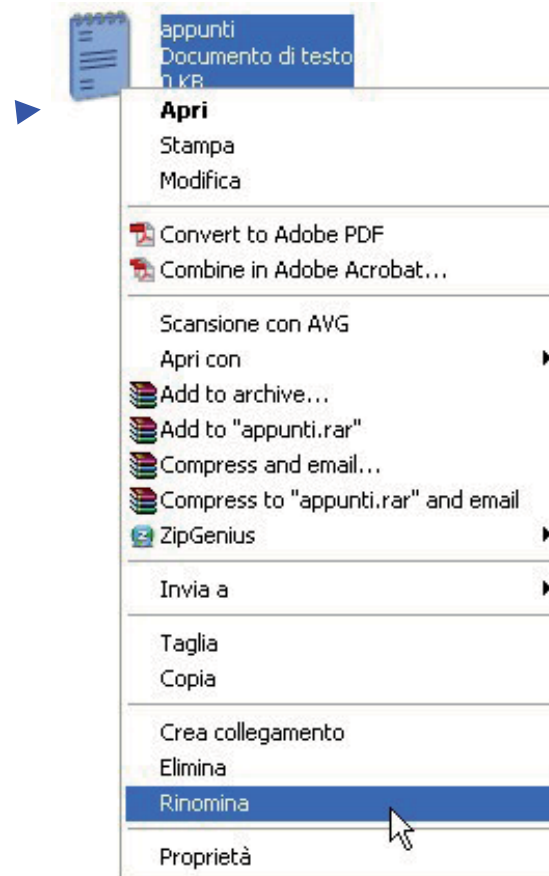 appunti
Documento di testo
0 KB
Apri
Stampa
Modifica
Convert to Adobe PDF
Combine in Adobe Acrobat...
Scansione con AVG
Apri con
Add to archive...
Add to "appunti.rar"
Compress and email...
Compress to "appunti.rar" and email
ZipGenius
Invia a
Taglia
Copia
Crea collegamento
Elimina
Rinomina
Proprietà